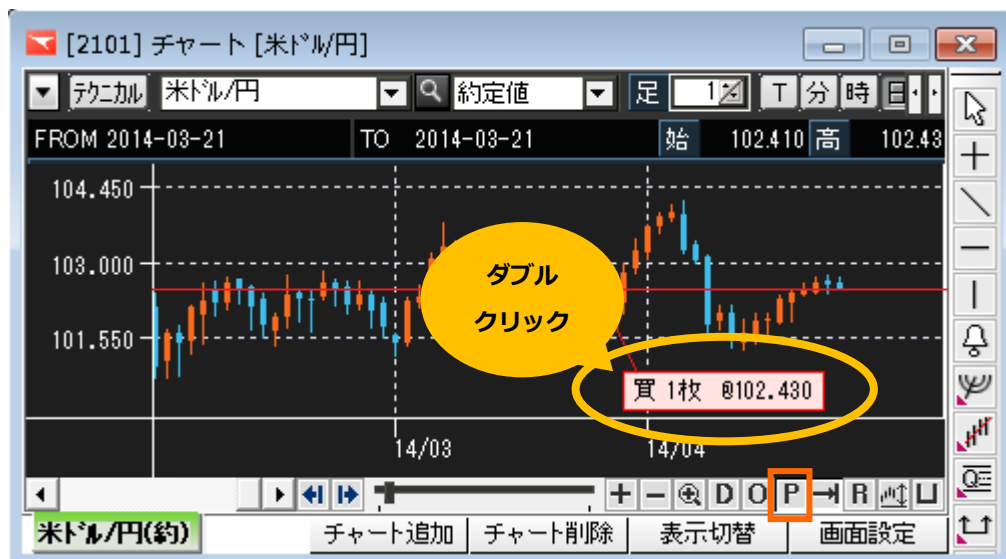 [2101] チャート [米ドル/円]
テクニカル 米ドル/円 約定値 足 1 T 分 時 日
FROM 2014-03-21 TO 2014-03-21 始 102.410 高 102.43
104.450
103.000
101.550
ダブル
クリック
買 1枚 @102.430
14/03 14/04
D O P R
米ドル/円(約) チャート追加 チャート削除 表示切替 画面設定